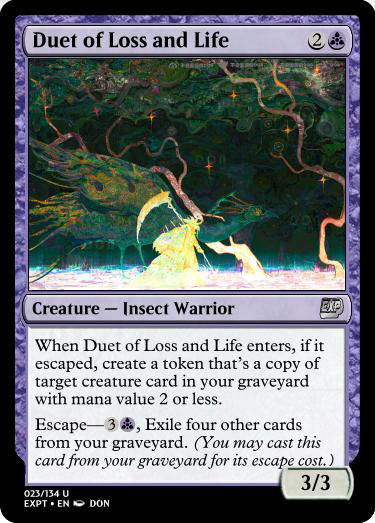 Duet of Loss and Life 2
Creature — Insect Warrior
EXP
When Duet of Loss and Life enters, if it
escaped, create a token that's a copy of
target creature card in your graveyard
with mana value 2 or less.
Escape—3, Exile four other cards
from your graveyard. (You may cast this
card from your graveyard for its escape cost.)
3/3
023/134 U
EXPT • EN DON